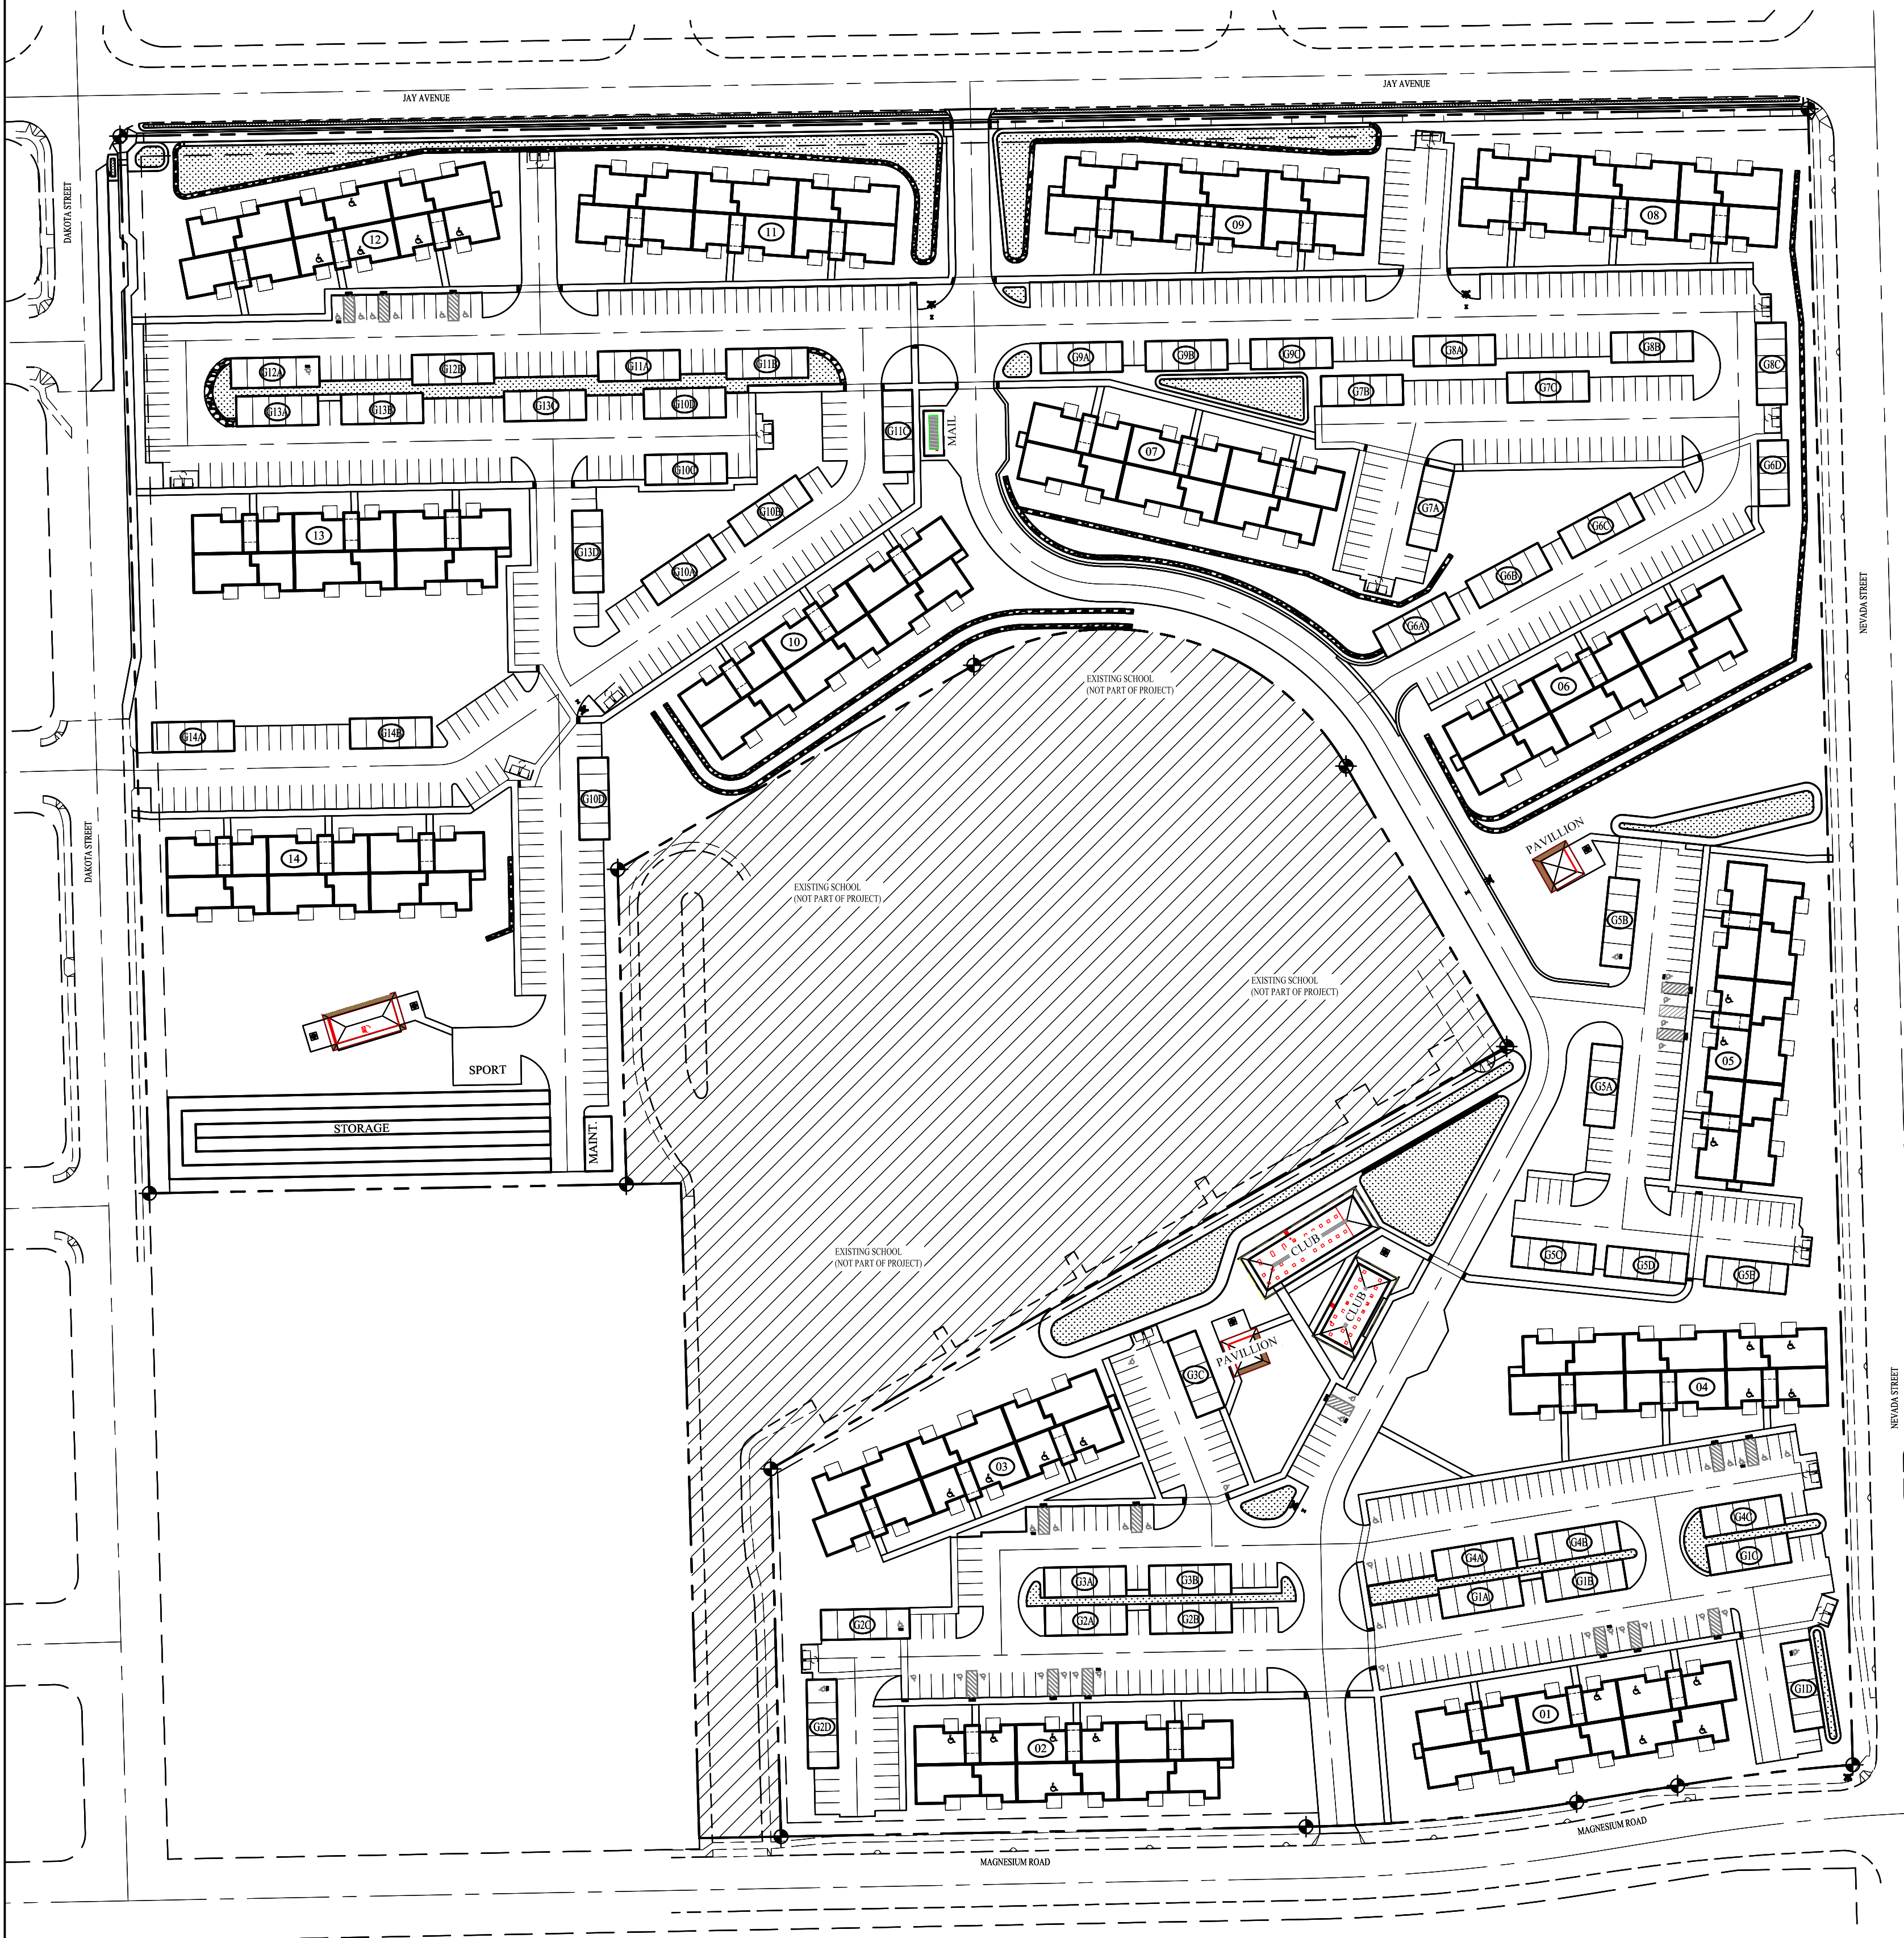 JAY AVENUE
JAY AVENUE
DAKOTA STREET
12
11
09
08
G12A
G12B
G11A
G11B
G9A
G9B
G9C
G8A
G8B
G8C
G13A
G13B
G13C
G10D
G7B
G7C
G11C
MAIL
07
G10C
G6D
G10B
G7A
G6C
13
G13D
G10A
G6B
NEVADA STREET
G6A
10
06
EXISTING SCHOOL
(NOT PART OF PROJECT)
G14A
G14B
G10D
PAVILLION
DAKOTA STREET
14
EXISTING SCHOOL
(NOT PART OF PROJECT)
G5B
EXISTING SCHOOL
(NOT PART OF PROJECT)
05
SPORT
G5A
STORAGE
MAINT.
EXISTING SCHOOL
(NOT PART OF PROJECT)
CLUB
G5C
G5D
G5E
CLUB
PAVILLION
G3C
04
NEVADA STREET
03
G4C
G4B
G4A
G1C
G3A
G3B
G1B
G1A
G2A
G2B
G2C
G1D
01
G2D
02
MAGNESIUM ROAD
MAGNESIUM ROAD